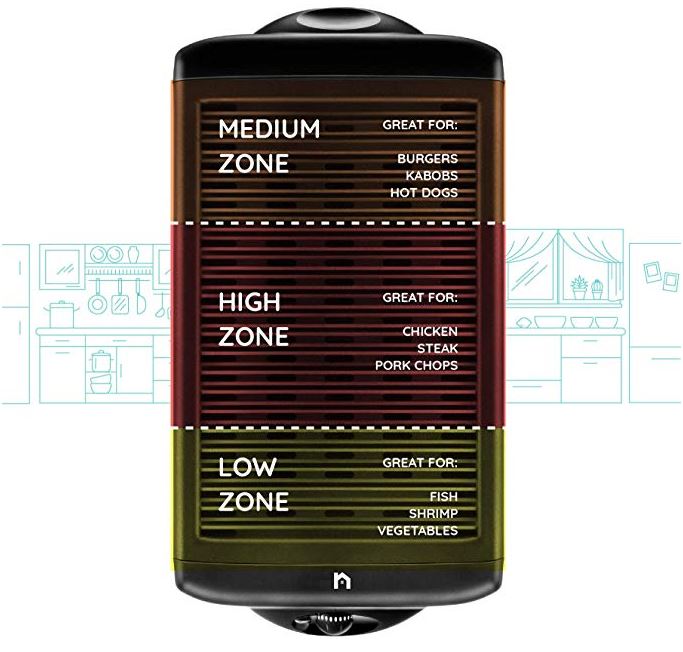 MEDIUM
ZONE
GREAT FOR:
BURGERS
KABOBS
HOT DOGS
HIGH
ZONE
GREAT FOR:
CHICKEN
STEAK
PORK CHOPS
LOW
ZONE
GREAT FOR:
FISH
SHRIMP
VEGETABLES